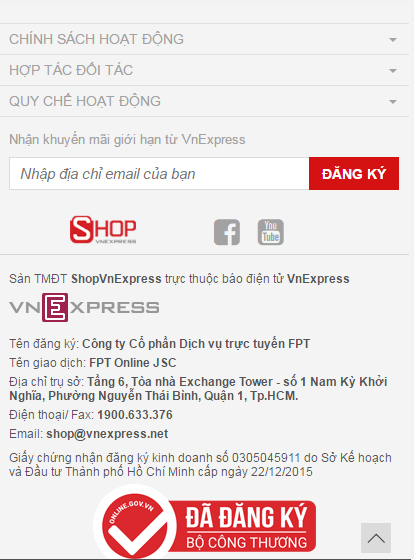 CHÍNH SÁCH HOẠT ĐỘNG
HỢP TÁC ĐỐI TÁC
QUY CHẾ HOẠT ĐỘNG
Nhận khuyến mãi giới hạn từ VnExpress
Nhập địa chỉ email của bạn
ĐĂNG KÝ
SHOP
VNEXPRESS
You
Tube
Sàn TMĐT ShopVnExpress trực thuộc báo điện tử VnExpress
VNEXPRESS
Tên đăng ký: Công ty Cổ phần Dịch vụ trực tuyến FPT
Tên giao dịch: FPT Online JSC
Địa chỉ trụ sở: Tầng 6, Tòa nhà Exchange Tower - số 1 Nam Kỳ Khởi
Nghĩa, Phường Nguyễn Thái Bình, Quận 1, Tp.HCM.
Điện thoại/ Fax: 1900.633.376
Email: shop@vnexpress.net
Giấy chứng nhận đăng ký kinh doanh số 0305045911 do Sở Kế hoạch
và Đầu tư Thành phố Hồ Chí Minh cấp ngày 22/12/2015
ONLINE.GOV.VN
ĐÃ ĐĂNG KÝ
BỘ CÔNG THƯƠNG